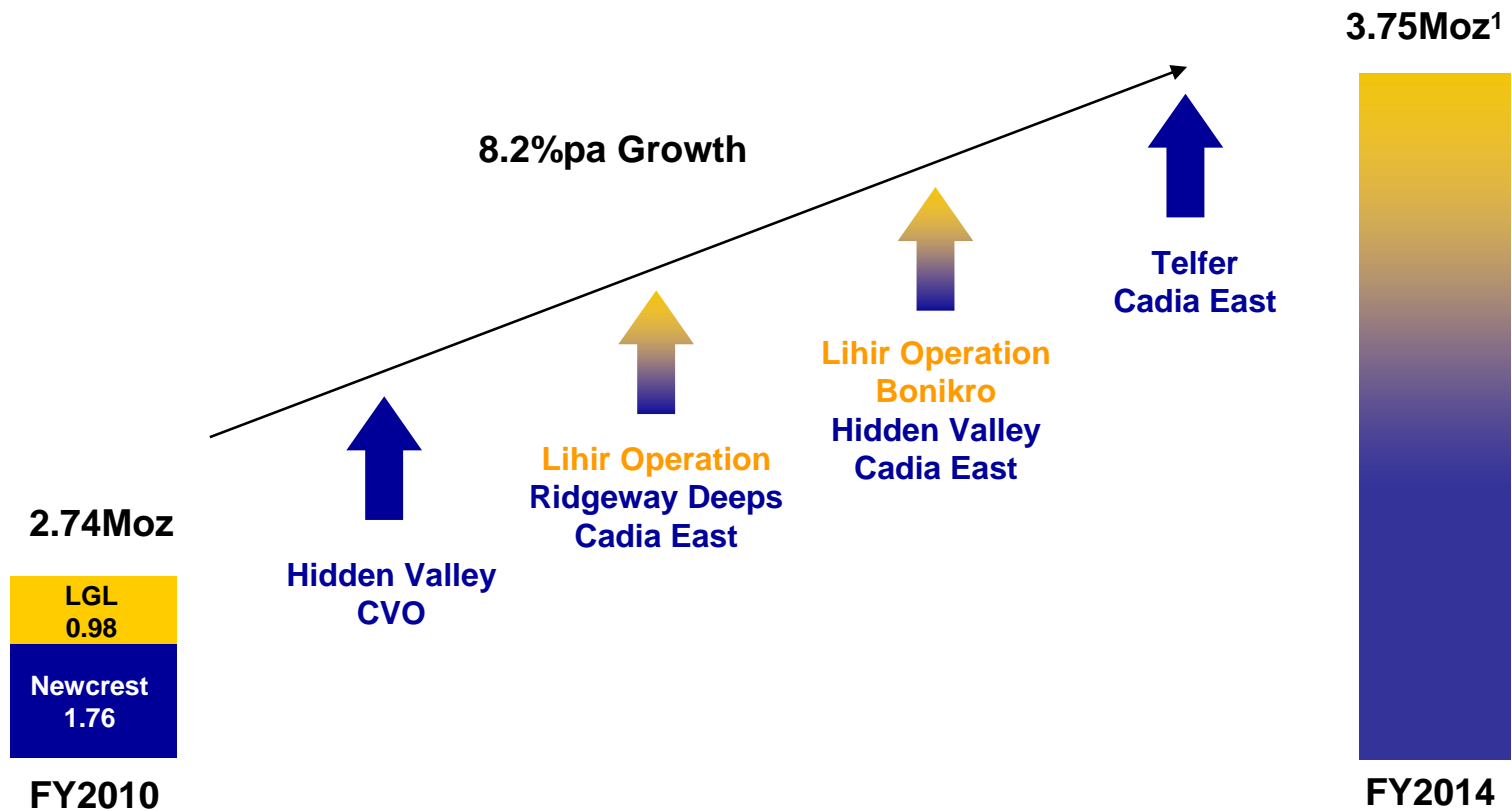 3.75Moz¹
8.2%pa Growth
Telfer
Cadia East
Lihir Operation
Bonikro
Hidden Valley
Cadia East
Lihir Operation
Ridgeway Deeps
Cadia East
2.74Moz
Hidden Valley
CVO
LGL
0.98
Newcrest
1.76
FY2010
FY2014